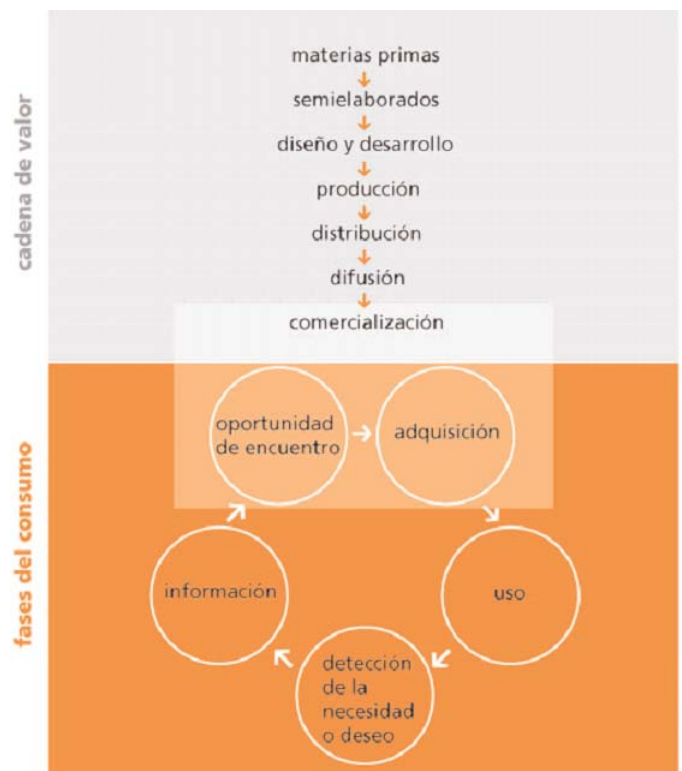 cadena de valor
materias primas
semielaborados
diseño y desarrollo
producción
distribución
difusión
comercialización
fases del consumo
oportunidad
de encuentro
adquisición
información
uso
detección
de la
necesidad
o deseo